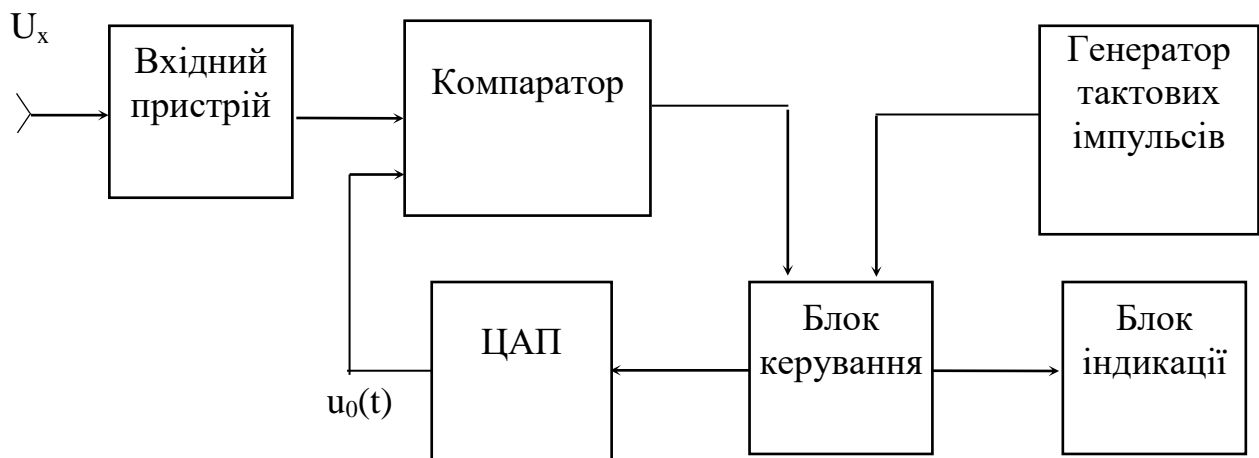 Uₓ
Вхідний
пристрій
Компаратор
Генератор
тактових
імпульсів
ЦАП
Блок
керування
Блок
індикації
u₀(t)